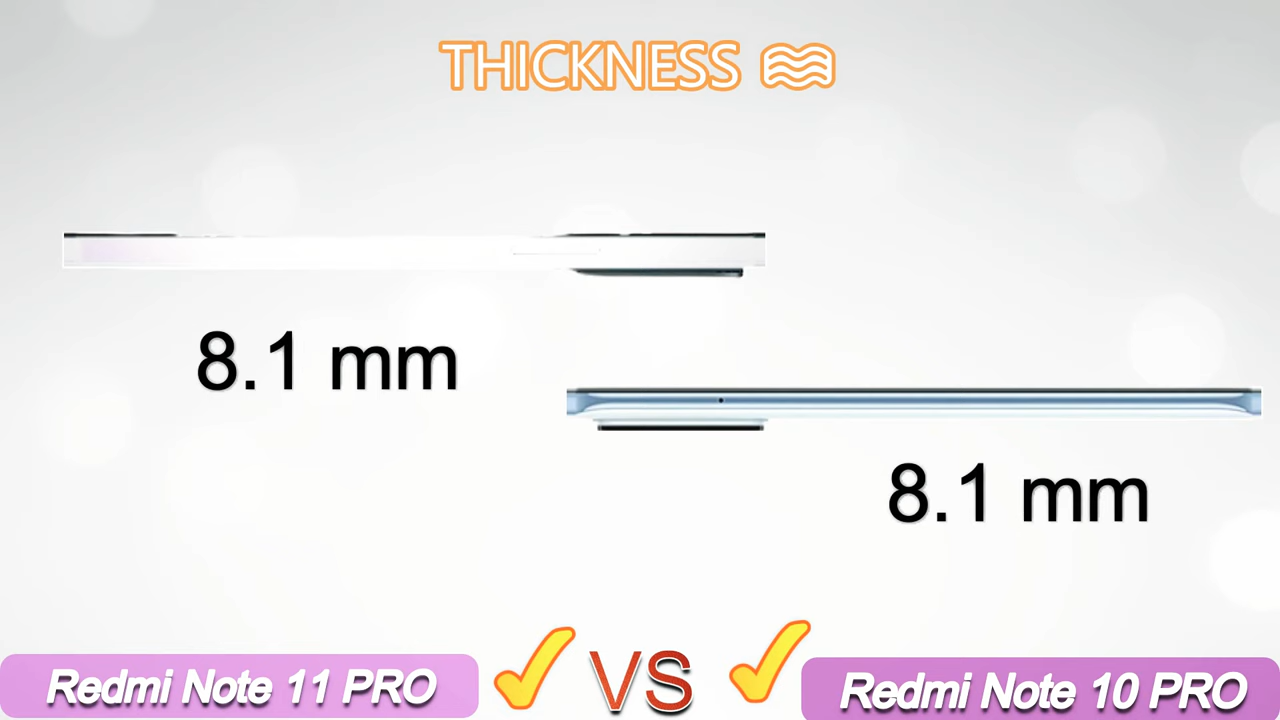 THICKNESS
8.1 mm
8.1 mm
Redmi Note 11 PRO
VS
Redmi Note 10 PRO